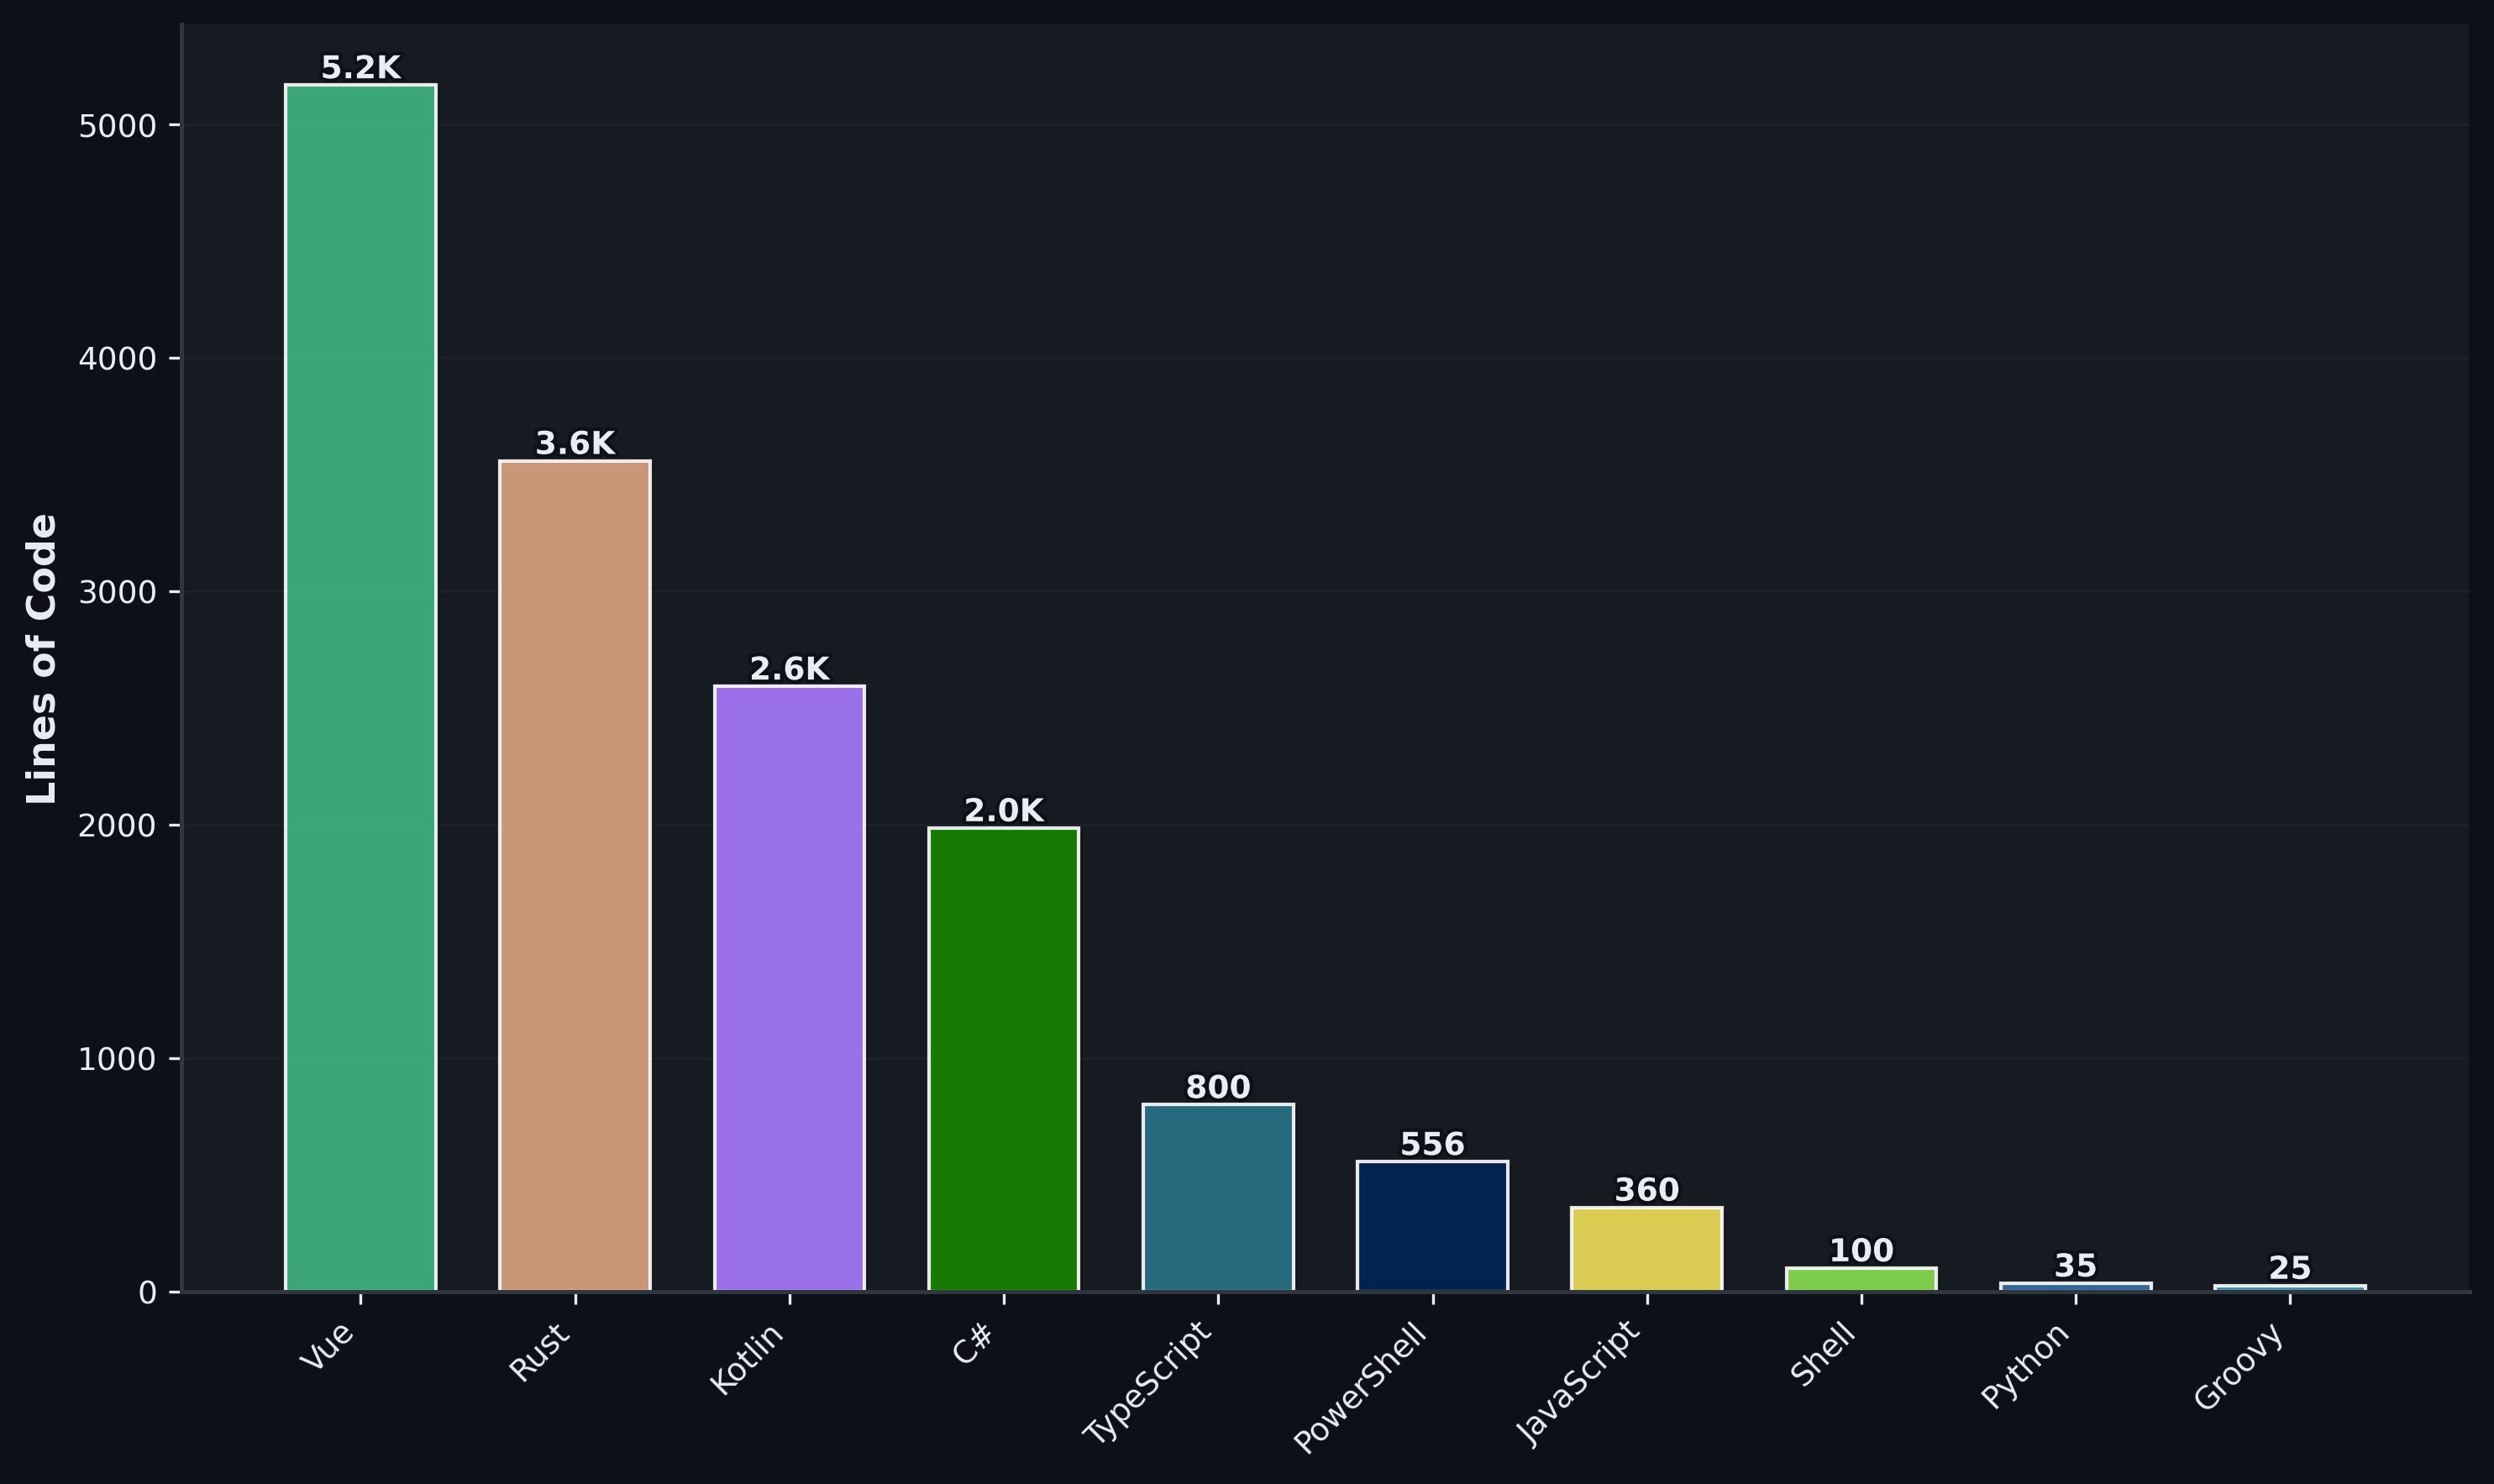 Lines of Code
5000
4000
3000
2000
1000
0
5.2K
3.6K
2.6K
2.0K
800
556
360
100
35
25
Vue
Rust
Kotlin
C#
TypeScript
PowerShell
JavaScript
Shell
Python
Groovy